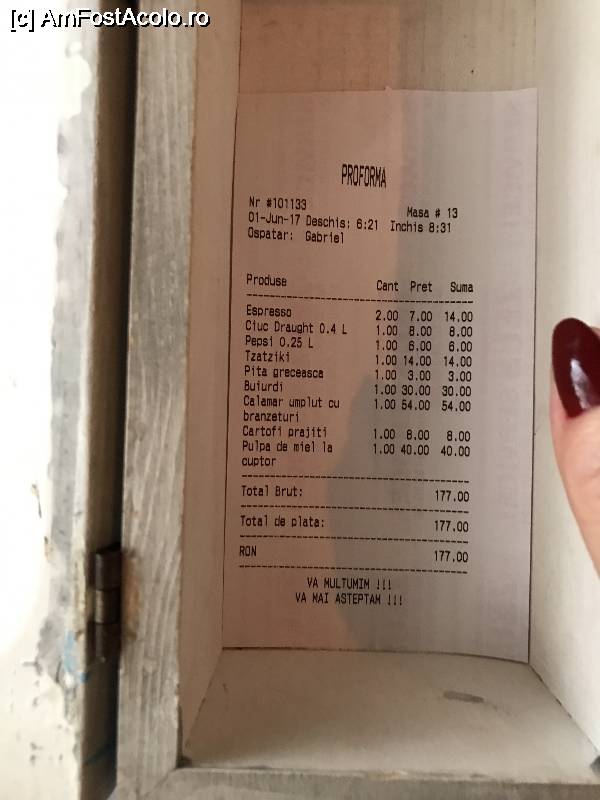 [c] AmFostAcolo.ro
PROFORMA
Nr #101133 Masa # 13
01-Jun-17 Deschis: 6:21 Inchis 8:31
Ospatar: Gabriel
Produse Cant Pret Suma
Espresso 2.00 7.00 14.00
Ciuc Draught 0.4 L 1.00 8.00 8.00
Pepsi 0.25 L 1.00 6.00 6.00
Tzatziki 1.00 14.00 14.00
Pita greceasca 1.00 3.00 3.00
Buiurdi 1.00 30.00 30.00
Calamar umplut cu 1.00 54.00 54.00
branzeturi
Cartofi prajiti 1.00 8.00 8.00
Pulpa de miel la 1.00 40.00 40.00
cuptor
Total Brut: 177.00
Total de plata: 177.00
RON 177.00
VA MULTUMIM !!!
VA MAI ASTEPTAM !!!